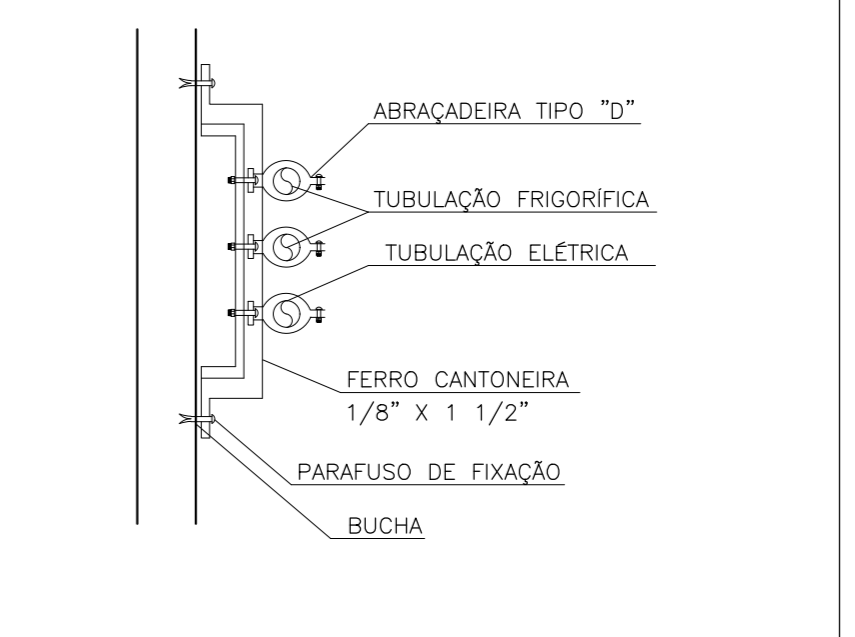 ABRAÇADEIRA TIPO "D"
TUBULAÇÃO FRIGORÍFICA
TUBULAÇÃO ELÉTRICA
FERRO CANTONEIRA
1/8" X 1 1/2"
PARAFUSO DE FIXAÇÃO
BUCHA